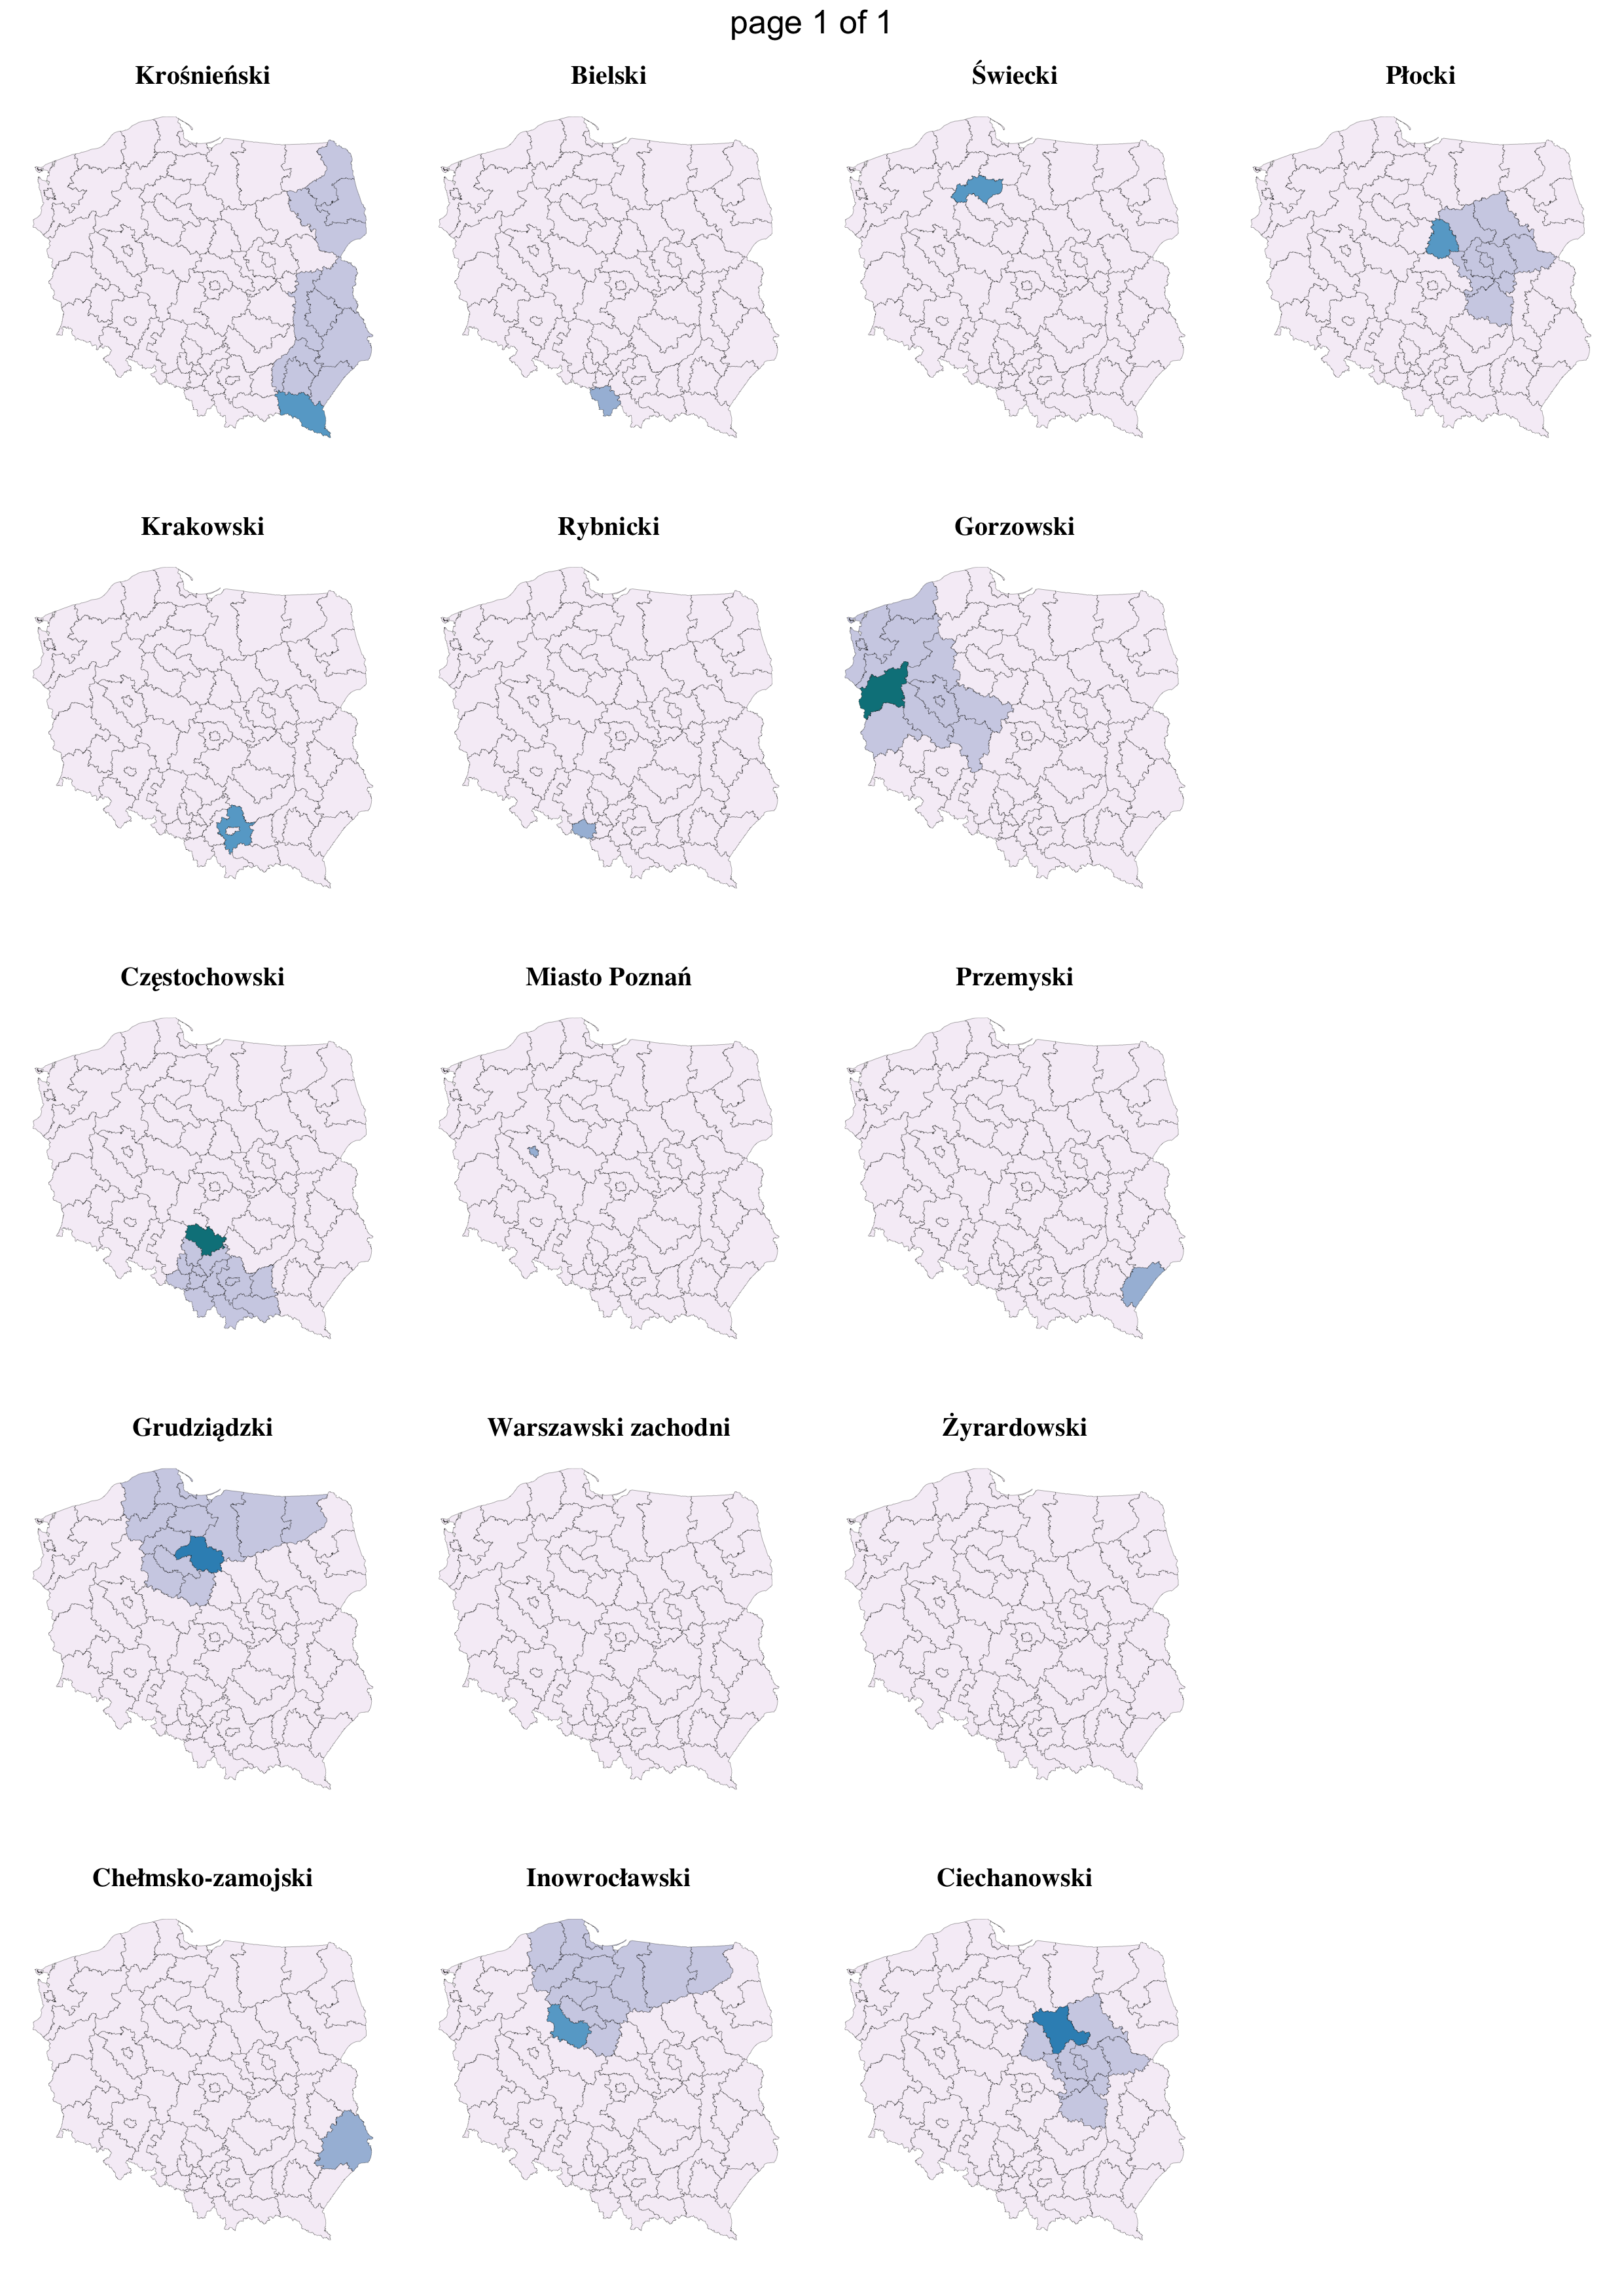 page 1 of 1
Krośnieński
Bielski
Świecki
Płocki
Krakowski
Rybnicki
Gorzowski
Częstochowski
Miasto Poznań
Przemyski
Grudziądzki
Warszawski zachodni
Żyrardowski
Chełmsko-zamojski
Inowrocławski
Ciechanowski